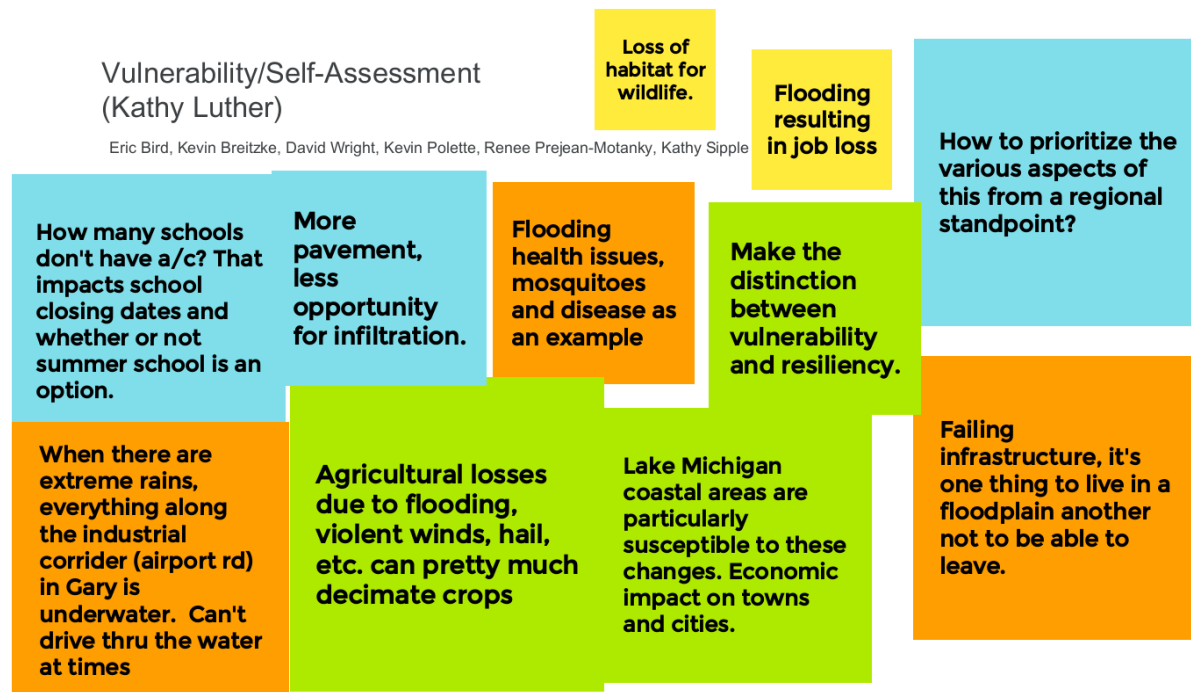 Vulnerability/Self-Assessment
(Kathy Luther)
Eric Bird, Kevin Breitzke, David Wright, Kevin Polette, Renee Prejean-Motanky, Kathy Sipple
Loss of
habitat for
wildlife.
Flooding
resulting
in job loss
How to prioritize the
various aspects of
this from a regional
standpoint?
How many schools
don't have a/c? That
impacts school
closing dates and
whether or not
summer school is an
option.
More
pavement,
less
opportunity
for infiltration.
Flooding
health issues,
mosquitoes
and disease as
an example
Make the
distinction
between
vulnerability
and resiliency.
When there are
extreme rains,
everything along
the industrial
corrider (airport rd)
in Gary is
underwater.  Can't
drive thru the water
at times
Agricultural losses
due to flooding,
violent winds, hail,
etc. can pretty much
decimate crops
Lake Michigan
coastal areas are
particularly
susceptible to these
changes. Economic
impact on towns
and cities.
Failing
infrastructure, it's
one thing to live in a
floodplain another
not to be able to
leave.